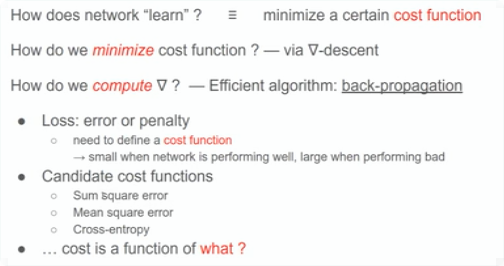 How does network “learn” ? ≡ minimize a certain cost function
How do we minimize cost function ? — via ∇-descent
How do we compute ∇ ? — Efficient algorithm: back-propagation
● Loss: error or penalty
○ need to define a cost function
→ small when network is performing well, large when performing bad
● Candidate cost functions
○ Sum square error
○ Mean square error
○ Cross-entropy
● … cost is a function of what ?